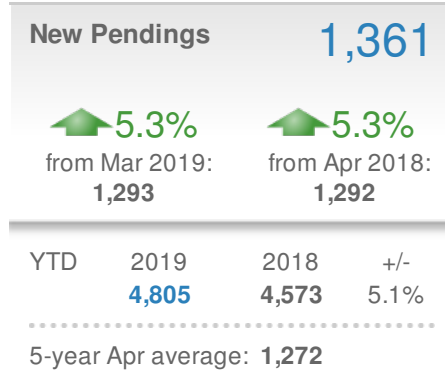 New Pendings 1,361
5.3% 5.3%
from Mar 2019: from Apr 2018:
1,293 1,292
YTD 2019 2018 +/-
4,805 4,573 5.1%
5-year Apr average: 1,272